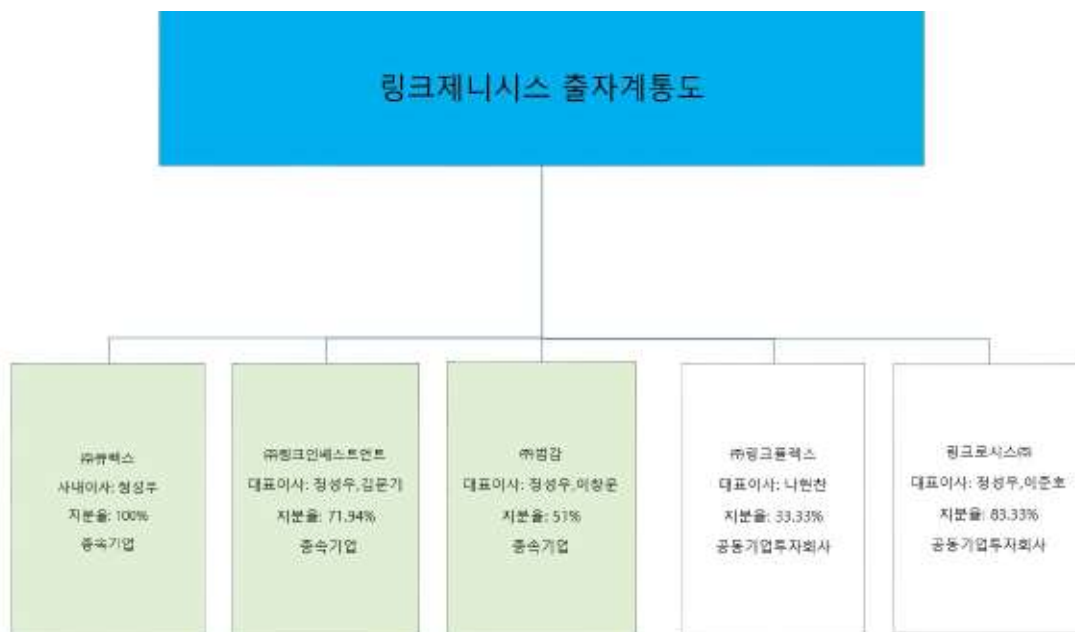 링크제니시스 출자계통도
㈜큐렉스
사내이사: 정성우
지분율: 100%
종속기업
㈜링크인베스트먼트
대표이사: 정성우,김문기
지분율: 71.94%
종속기업
㈜범감
대표이사: 정성우,이창운
지분율: 51%
종속기업
㈜링크플렉스
대표이사: 나현찬
지분율: 33.33%
공동기업투자회사
링크로시스㈜
대표이사: 정성우,이준호
지분율: 83.33%
공동기업투자회사